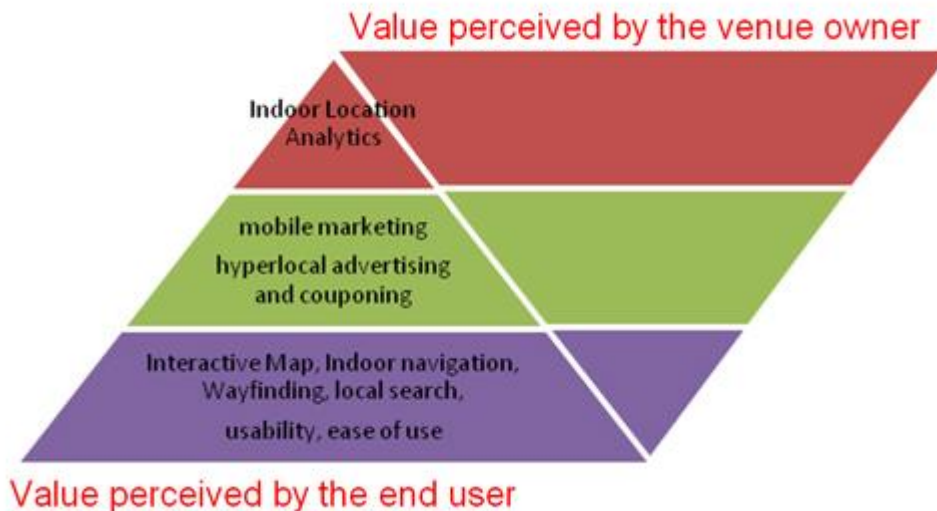 Value perceived by the venue owner
Indoor Location
Analytics
mobile marketing
hyperlocal advertising
and couponing
Interactive Map, Indoor navigation,
Wayfinding, local search,
usability, ease of use
Value perceived by the end user